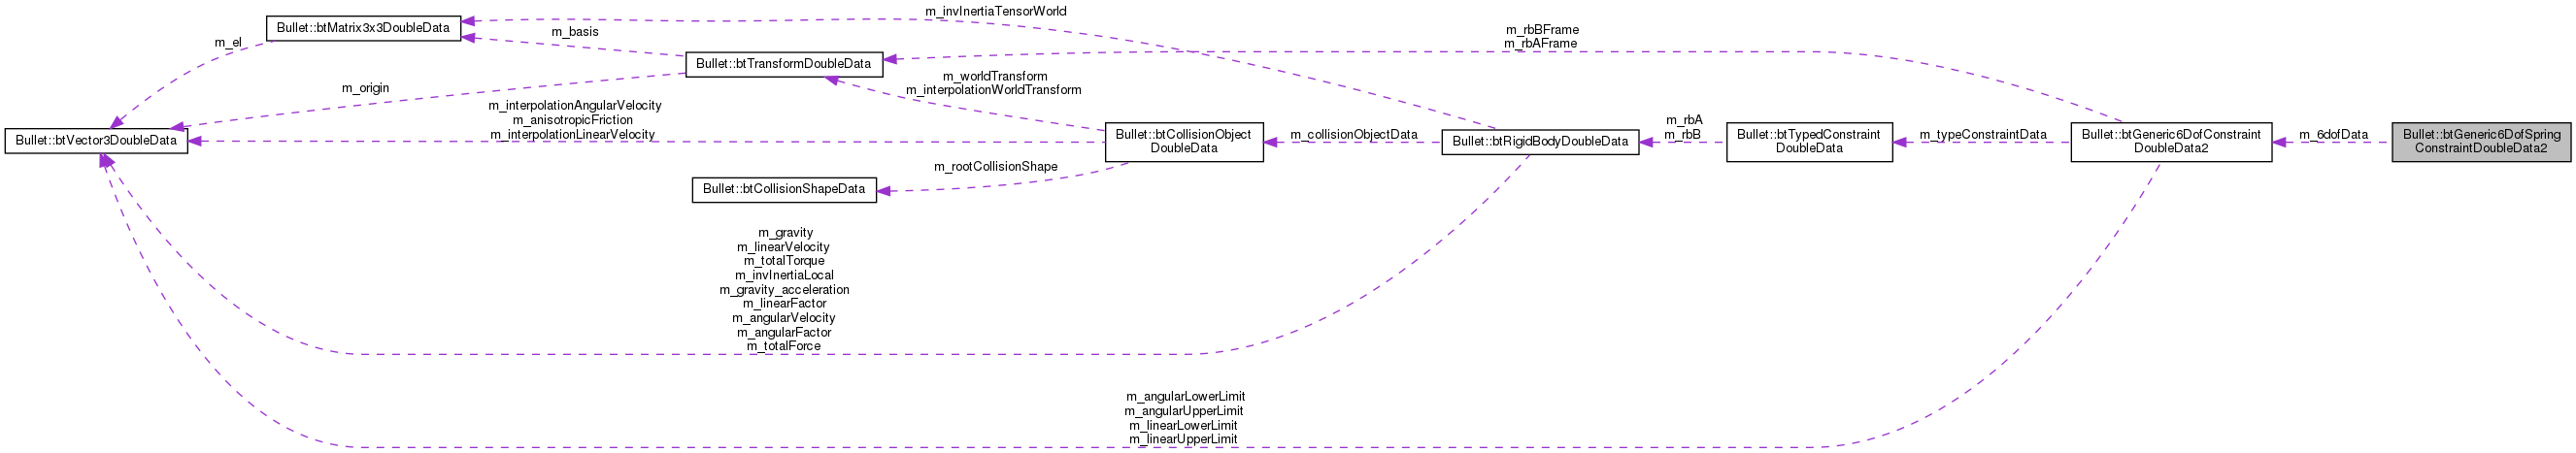 Bullet::btMatrix3x3DoubleData
m_el
m_basis
m_invInertiaTensorWorld
m_rbBFrame
m_rbAFrame
Bullet::btTransformDoubleData
m_origin
m_worldTransform
m_interpolationWorldTransform
m_interpolationAngularVelocity
m_anisotropicFriction
m_interpolationLinearVelocity
Bullet::btVector3DoubleData
Bullet::btCollisionObject
DoubleData
m_collisionObjectData
Bullet::btRigidBodyDoubleData
m_rbA
m_rbB
Bullet::btTypedConstraint
DoubleData
m_typeConstraintData
Bullet::btGeneric6DofConstraint
DoubleData2
m_6dofData
Bullet::btGeneric6DofSpring
ConstraintDoubleData2
m_rootCollisionShape
Bullet::btCollisionShapeData
m_gravity
m_linearVelocity
m_totalTorque
m_invInertiaLocal
m_gravity_acceleration
m_linearFactor
m_angularVelocity
m_angularFactor
m_totalForce
m_angularLowerLimit
m_angularUpperLimit
m_linearLowerLimit
m_linearUpperLimit